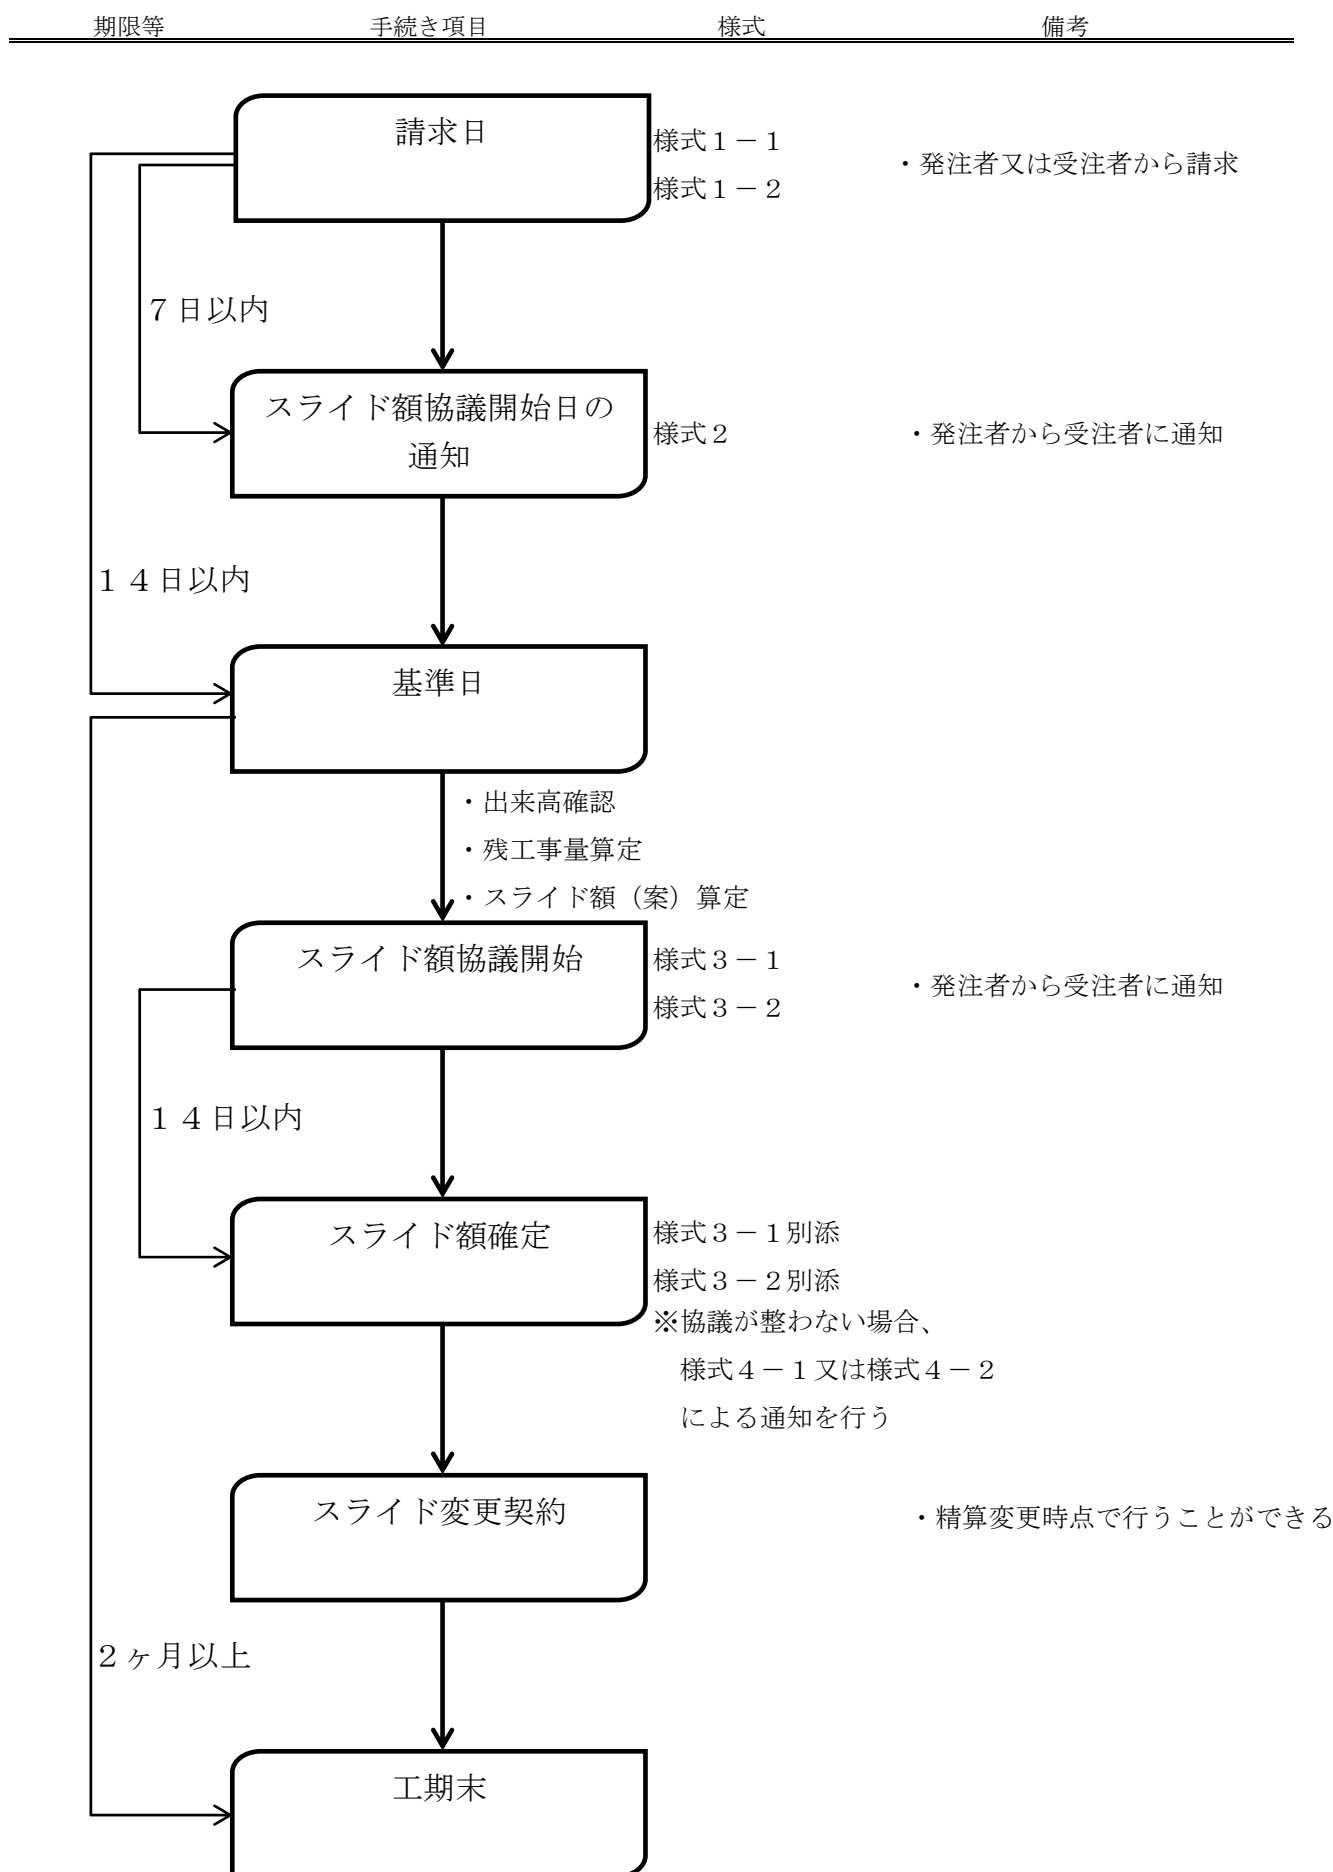 期限等　手続き項目　様式　備考
請求日
様式１－１
様式１－２
・発注者又は受注者から請求
７日以内
スライド額協議開始日の
通知
様式２
・発注者から受注者に通知
１４日以内
基準日
・出来高確認
・残工事量算定
・スライド額（案）算定
スライド額協議開始
様式３－１
様式３－２
・発注者から受注者に通知
１４日以内
スライド額確定
様式３－１別添
様式３－２別添
※協議が整わない場合、
様式４－１又は様式４－２
による通知を行う
スライド変更契約
・精算変更時点で行うことができる
２ヶ月以上
工期末